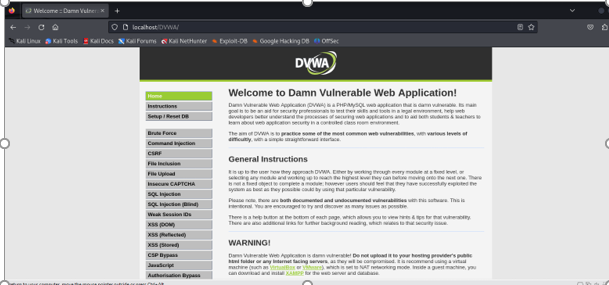 Welcome :: Damn Vulner
localhost/DVWA/
Kali Linux Kali Tools Kali Docs Kali Forums Kali NetHunter Exploit-DB Google Hacking DB OffSec
DVWA
Home
Instructions
Setup / Reset DB
Brute Force
Command Injection
CSRF
File Inclusion
File Upload
Insecure CAPTCHA
SQL Injection
SQL Injection (Blind)
Weak Session IDs
XSS (DOM)
XSS (Reflected)
XSS (Stored)
CSP Bypass
JavaScript
Authorisation Bypass
Welcome to Damn Vulnerable Web Application!
Damn Vulnerable Web Application (DVWA) is a PHP/MySQL web application that is damn vulnerable. Its main
goal is to be an aid for security professionals to test their skills and tools in a legal environment, help web
developers better understand the processes of securing web applications and to aid both students & teachers to
learn about web application security in a controlled class room environment.
The aim of DVWA is to practice some of the most common web vulnerabilities, with various levels of
difficulty, with a simple straightforward interface.
General Instructions
It is up to the user how they approach DVWA. Either by working through every module at a fixed level, or
selecting any module and working up to reach the highest level they can before moving onto the next one. There
is not a fixed object to complete a module; however users should feel that they have successfully exploited the
system as best as they possible could by using that particular vulnerability.
Please note, there are both documented and undocumented vulnerabilities with this software. This is
intentional. You are encouraged to try and discover as many issues as possible.
There is a help button at the bottom of each page, which allows you to view hints & tips for that vulnerability.
There are also additional links for further background reading, which relates to that security issue.
WARNING!
Damn Vulnerable Web Application is damn vulnerable! Do not upload it to your hosting provider's public
html folder or any Internet facing servers, as they will be compromised. It is recommend using a virtual
machine (such as VirtualBox or VMware), which is set to NAT networking mode. Inside a guest machine, you
can download and install XAMPP for the web server and database.